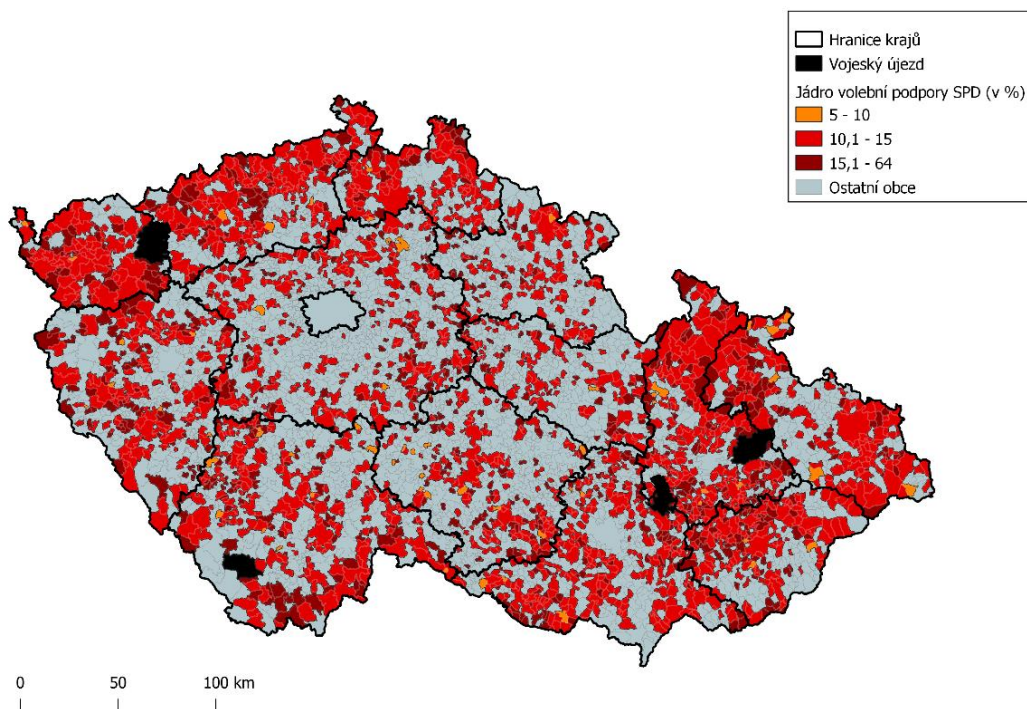 Hranice krajů
Vojeský újezd
Jádro volební podpory SPD (v %)
5 - 10
10,1 - 15
15,1 - 64
Ostatní obce
0 50 100 km